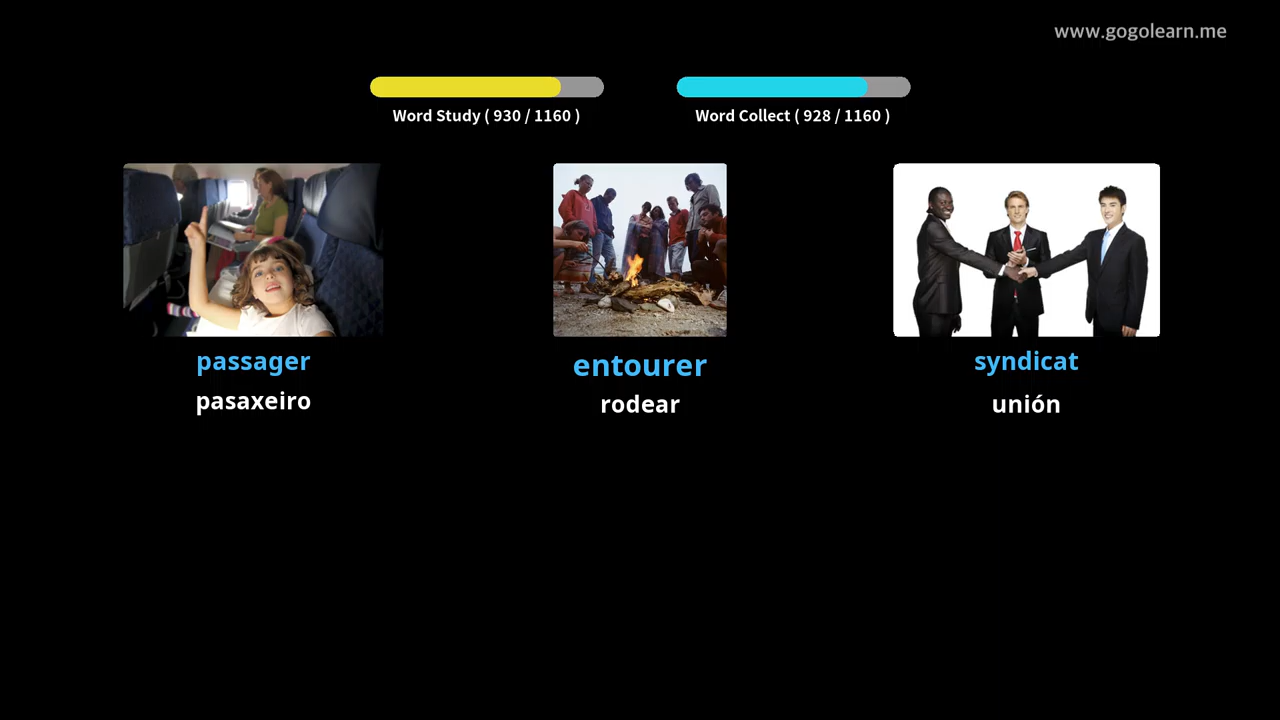 www.gogolearn.me
Word Study ( 930 / 1160 )
Word Collect ( 928 / 1160 )
passager
pasaxeiro
entourer
rodear
syndicat
unión